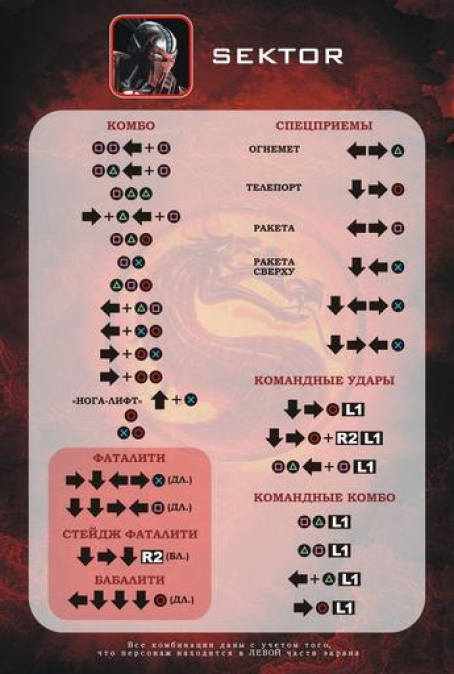 SEKTOR
КОМБО
«НОГА-ЛИФТ»
СПЕЦПРИЕМЫ
ОГНЕМЕТ
ТЕЛЕПОРТ
РАКЕТА
РАКЕТА
СВЕРХУ
КОМАНДНЫЕ УДАРЫ
L1
R2 L1
L1
КОМАНДНЫЕ КОМБО
L1
L1
L1
L1
ФАТАЛИТИ
(ДЛ.)
(ДЛ.)
СТЕЙДЖ ФАТАЛИТИ
R2 (БЛ.)
БАБАЛИТИ
(ДЛ.)
Все комбинации даны с учетом того,
что персонаж находится в ЛЕВОЙ части экрана